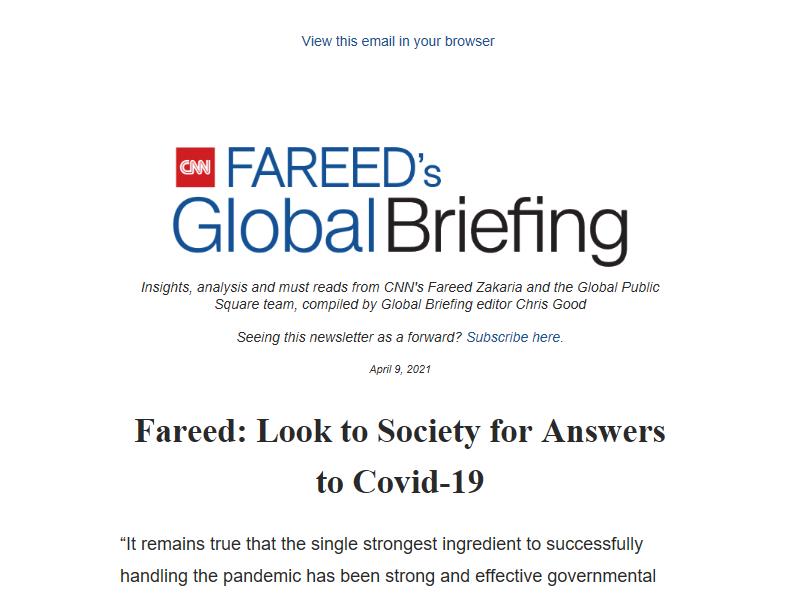 View this email in your browser
CNN FAREED's
Global Briefing
Insights, analysis and must reads from CNN's Fareed Zakaria and the Global Public
Square team, compiled by Global Briefing editor Chris Good
Seeing this newsletter as a forward? Subscribe here.
April 9, 2021
Fareed: Look to Society for Answers
to Covid-19
“It remains true that the single strongest ingredient to successfully
handling the pandemic has been strong and effective governmental